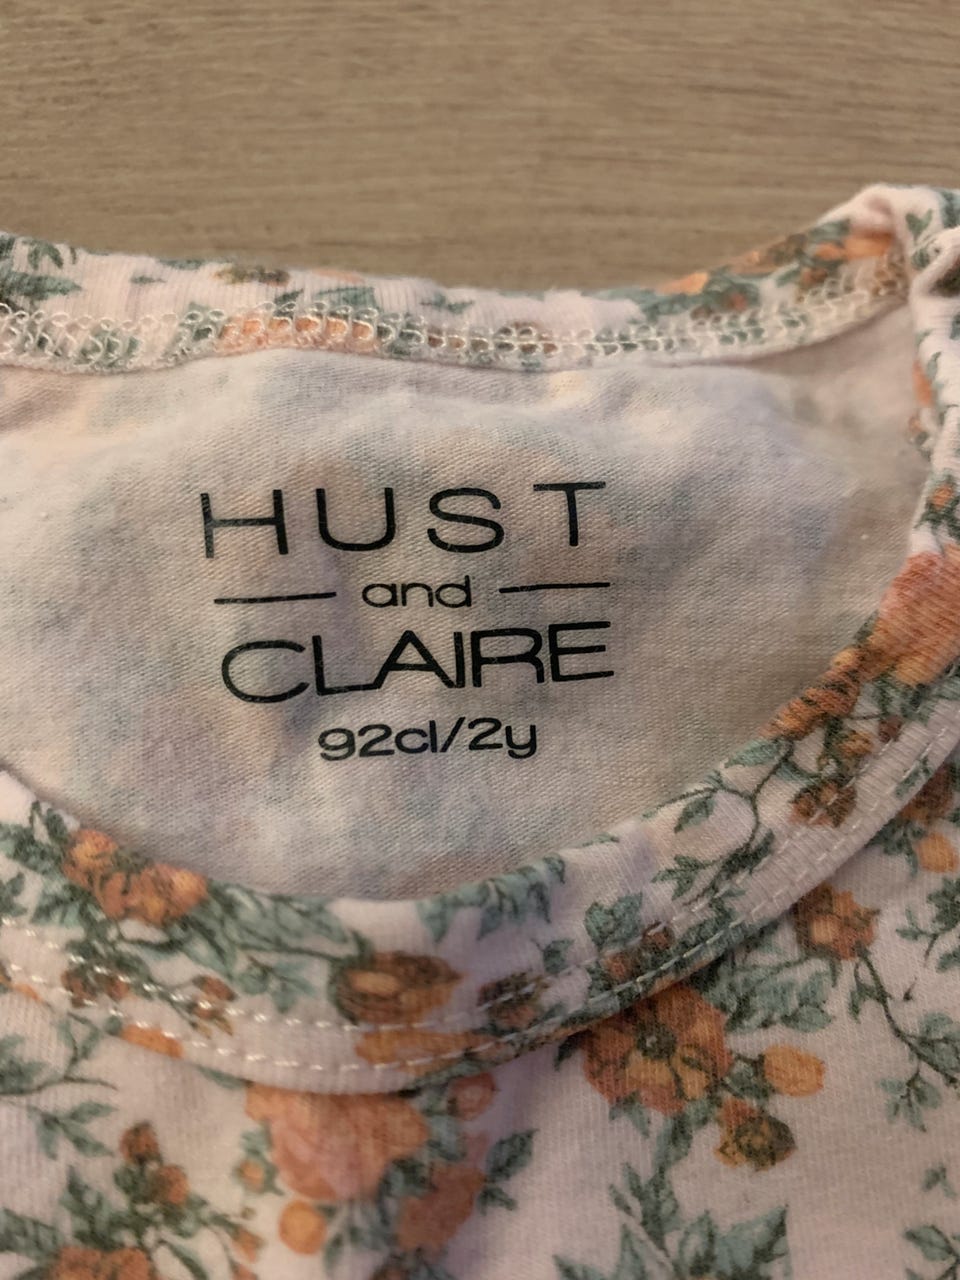 HUST
and
CLAIRE
92cl/2y